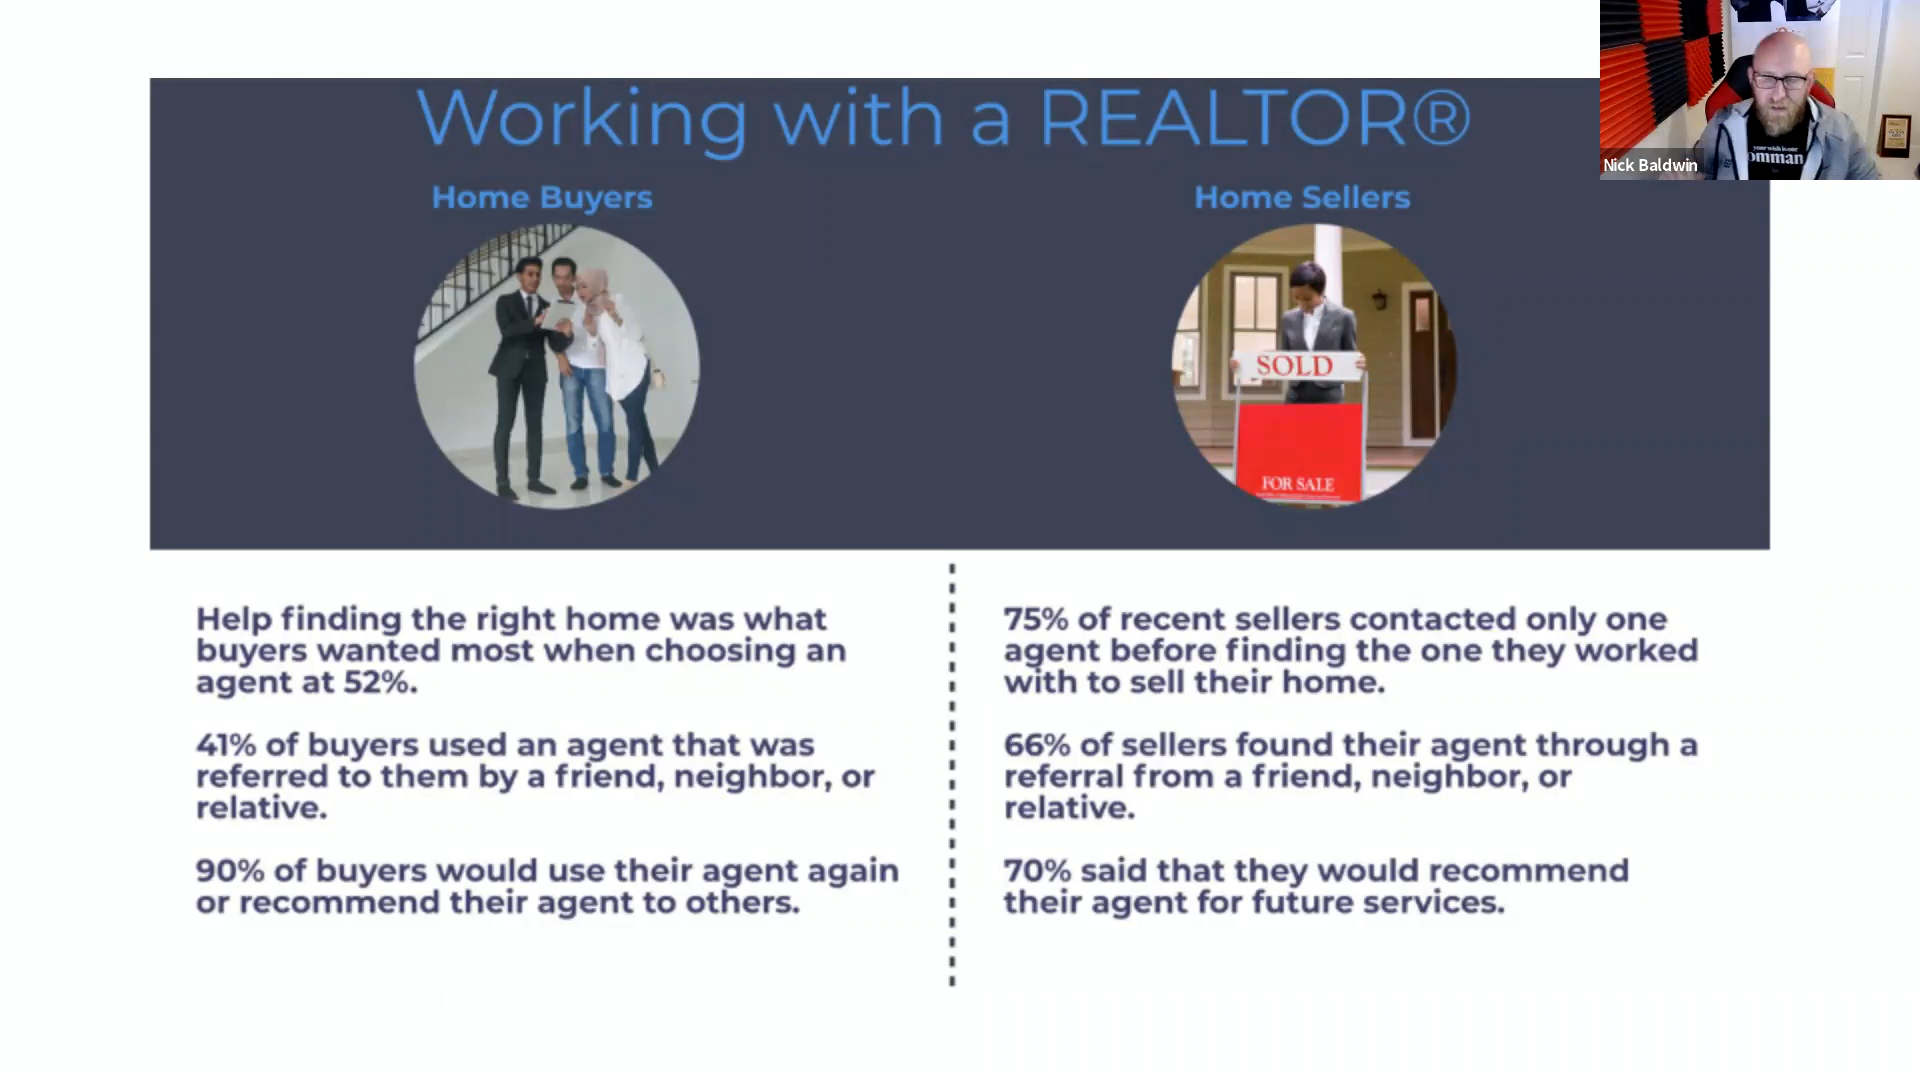 Working with a REALTOR®
Home Buyers
Home Sellers
SOLD
FOR SALE
Help finding the right home was what
buyers wanted most when choosing an
agent at 52%.
41% of buyers used an agent that was
referred to them by a friend, neighbor, or
relative.
90% of buyers would use their agent again
or recommend their agent to others.
75% of recent sellers contacted only one
agent before finding the one they worked
with to sell their home.
66% of sellers found their agent through a
referral from a friend, neighbor, or
relative.
70% said that they would recommend
their agent for future services.
your wish is our
omman
Nick Baldwin